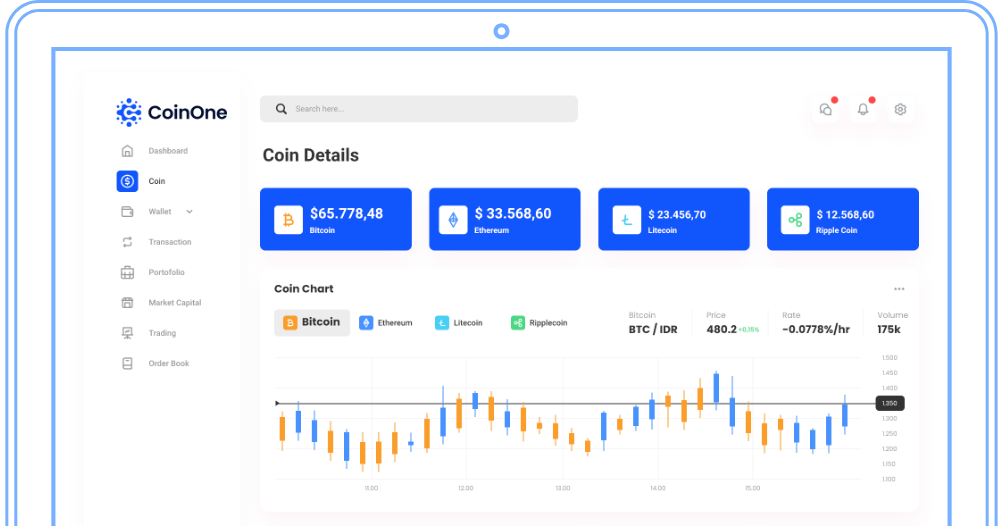 CoinOne
Search here...
Dashboard
Coin
Wallet
Transaction
Portofolio
Market Capital
Trading
Order Book
Coin Details
$65.778,48
Bitcoin
$ 33.568,60
Ethereum
$ 23.456,70
Litecoin
$ 12.568,60
Ripple Coin
Coin Chart
Bitcoin
Ethereum
Litecoin
Ripplecoin
Bitcoin
BTC / IDR
Price
480.2 +0,15%
Rate
-0.0778%/hr
Volume
175k
1.500
1.450
1.400
1.350
1.300
1.250
1.200
1.150
1.100
11.00 12.00 13.00 14.00 15.00